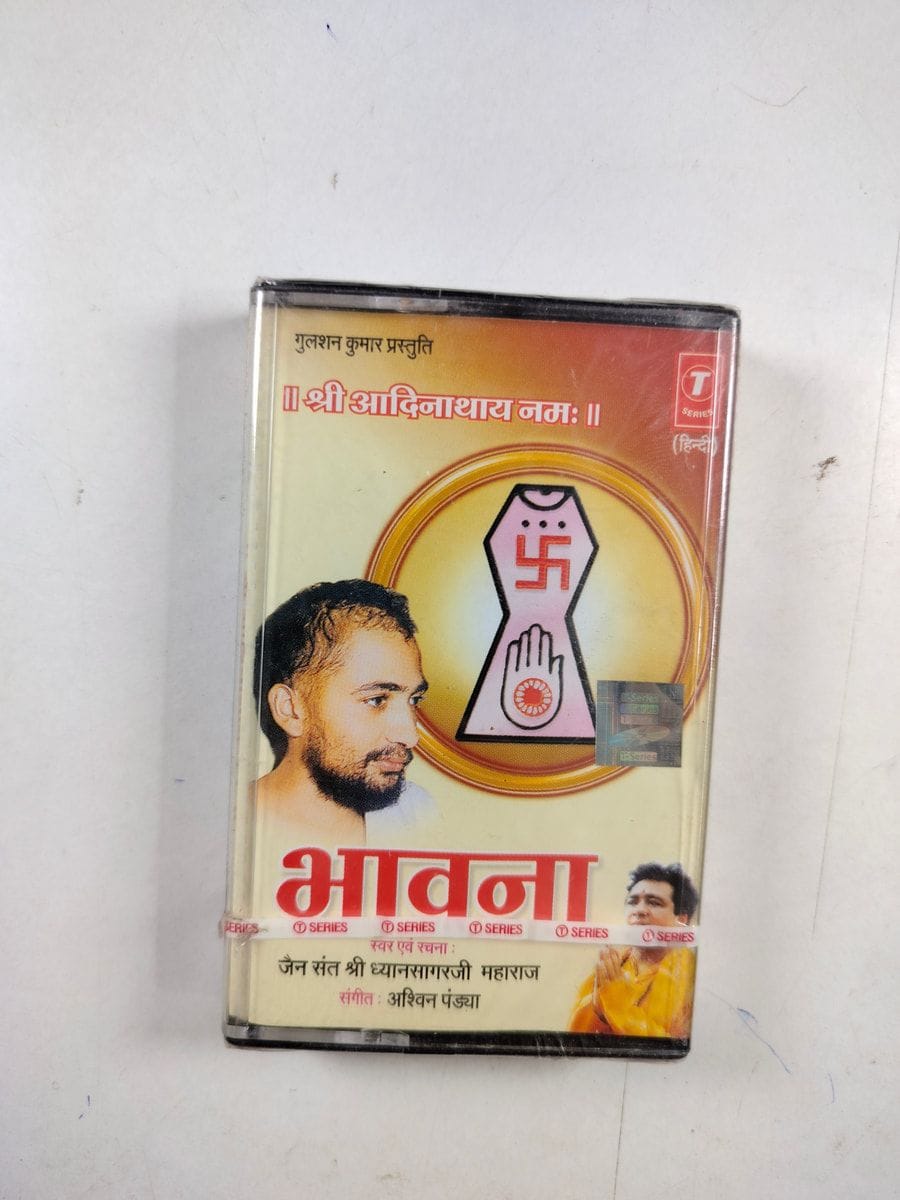 गुलशन कुमार प्रस्तुति
T
SERIES
॥ श्री आदिनाथाय नमः ॥
(हिन्दी)
T-Series
भावना
SERIES T SERIES T SERIES T SERIES T SERIES T SERIES
स्वर एवं रचना :
जैन संत श्री ध्यानसागरजी महाराज
संगीत : अश्विन पंड्या